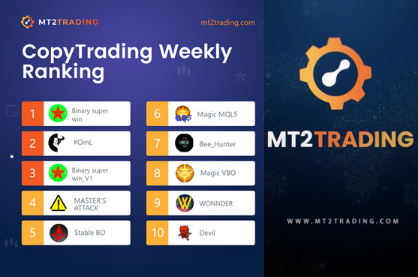 MT2TRADING
mt2trading.com
CopyTrading Weekly
Ranking
1 Binary super
win
2 #OmL
3 Binary super
win_V1
4 MASTER'S
ATTACK
5 Stable BO
6 Magic MQL5
7 Bee_Hunter
8 Magic VBO
9 WONNDER
10 Devil
MT2TRADING
WWW.MT2TRADING.COM